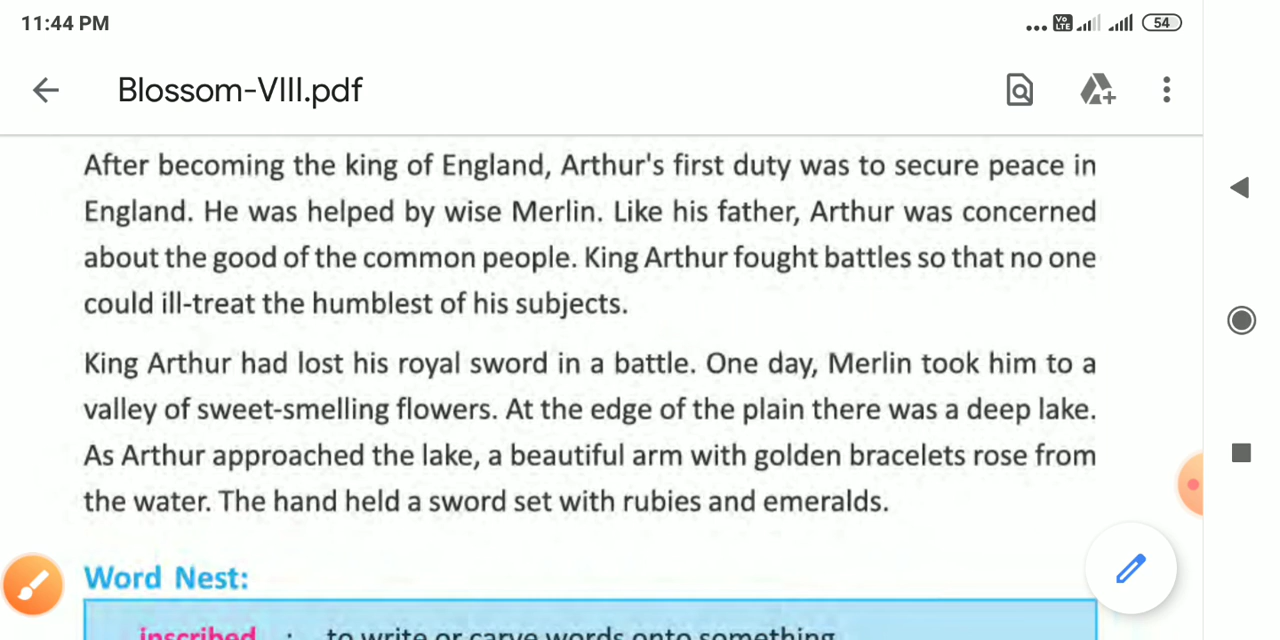 11:44 PM
... Vo LTE 54
Blossom-VIII.pdf
After becoming the king of England, Arthur's first duty was to secure peace in
England. He was helped by wise Merlin. Like his father, Arthur was concerned
about the good of the common people. King Arthur fought battles so that no one
could ill-treat the humblest of his subjects.
King Arthur had lost his royal sword in a battle. One day, Merlin took him to a
valley of sweet-smelling flowers. At the edge of the plain there was a deep lake.
As Arthur approached the lake, a beautiful arm with golden bracelets rose from
the water. The hand held a sword set with rubies and emeralds.
Word Nest:
inscribed : to write or carve words onto something